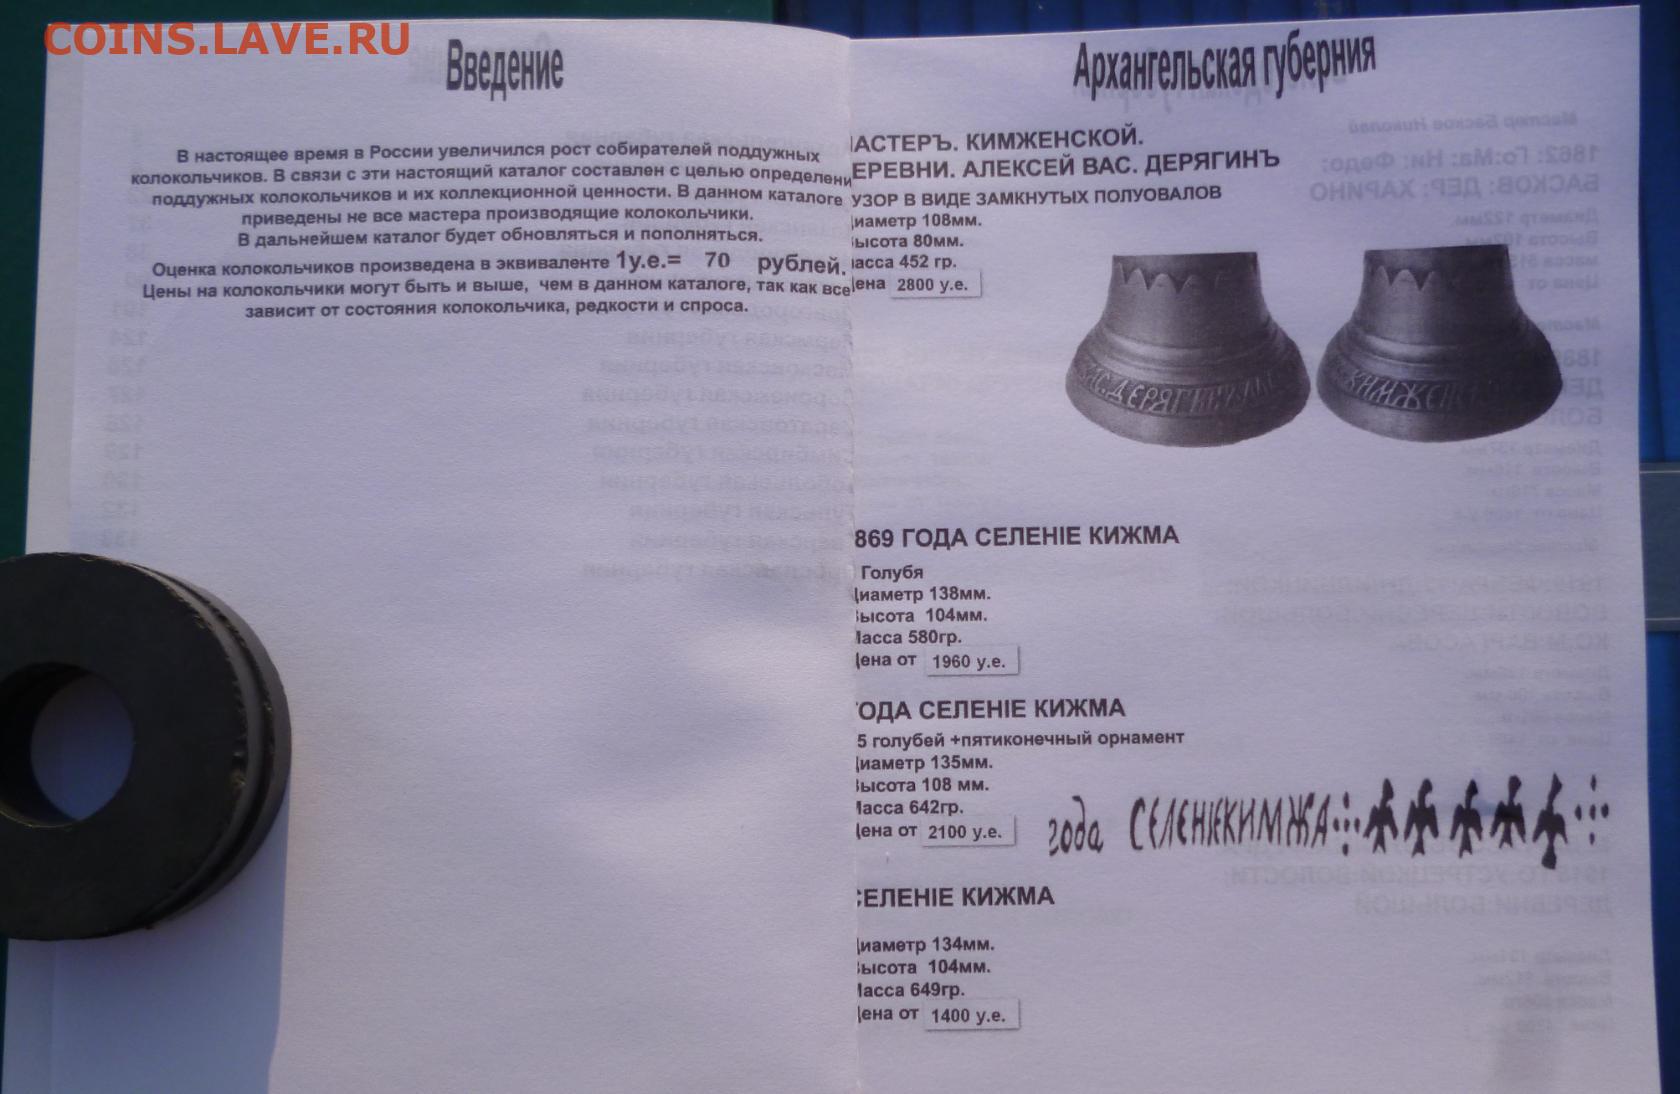 COINS.LAVE.RU
Введение
В настоящее время в России увеличился рост собирателей поддужных
колокольчиков. В связи с эти настоящий каталог составлен с целью определени
поддужных колокольчиков и их коллекционной ценности. В данном каталоге
приведены не все мастера производящие колокольчики.
В дальнейшем каталог будет обновляться и пополняться.
Оценка колокольчиков произведена в эквиваленте 1у.е.= 70 рублей.
Цены на колокольчики могут быть и выше, чем в данном каталоге, так как все
зависит от состояния колокольчика, редкости и спроса.
Архангельская губерния
АСТЕРЪ. КИМЖЕНСКОЙ.
ЕРЕВНИ. АЛЕКСЕЙ ВАС. ДЕРЯГИНЪ
УЗОР В ВИДЕ ЗАМКНУТЫХ ПОЛУОВАЛОВ
иаметр 108мм.
ысота 80мм.
асса 452 гр.
ена 2800 у.е.
АС.ДЕРЯГИН
КИМЖЕН
869 ГОДА СЕЛЕНІЕ КИЖМА
Голубя
иаметр 138мм.
ысота 104мм.
асса 580гр.
ена от 1960 у.е.
ОДА СЕЛЕНІЕ КИЖМА
5 голубей +пятиконечный орнамент
иаметр 135мм.
ысота 108 мм.
асса 642гр.
ена от 2100 у.е.
года СЕЛЕНІЕКИМЖА
ЕЛЕНІЕ КИЖМА
иаметр 134мм.
ысота 104мм.
асса 649гр.
ена от 1400 у.е.